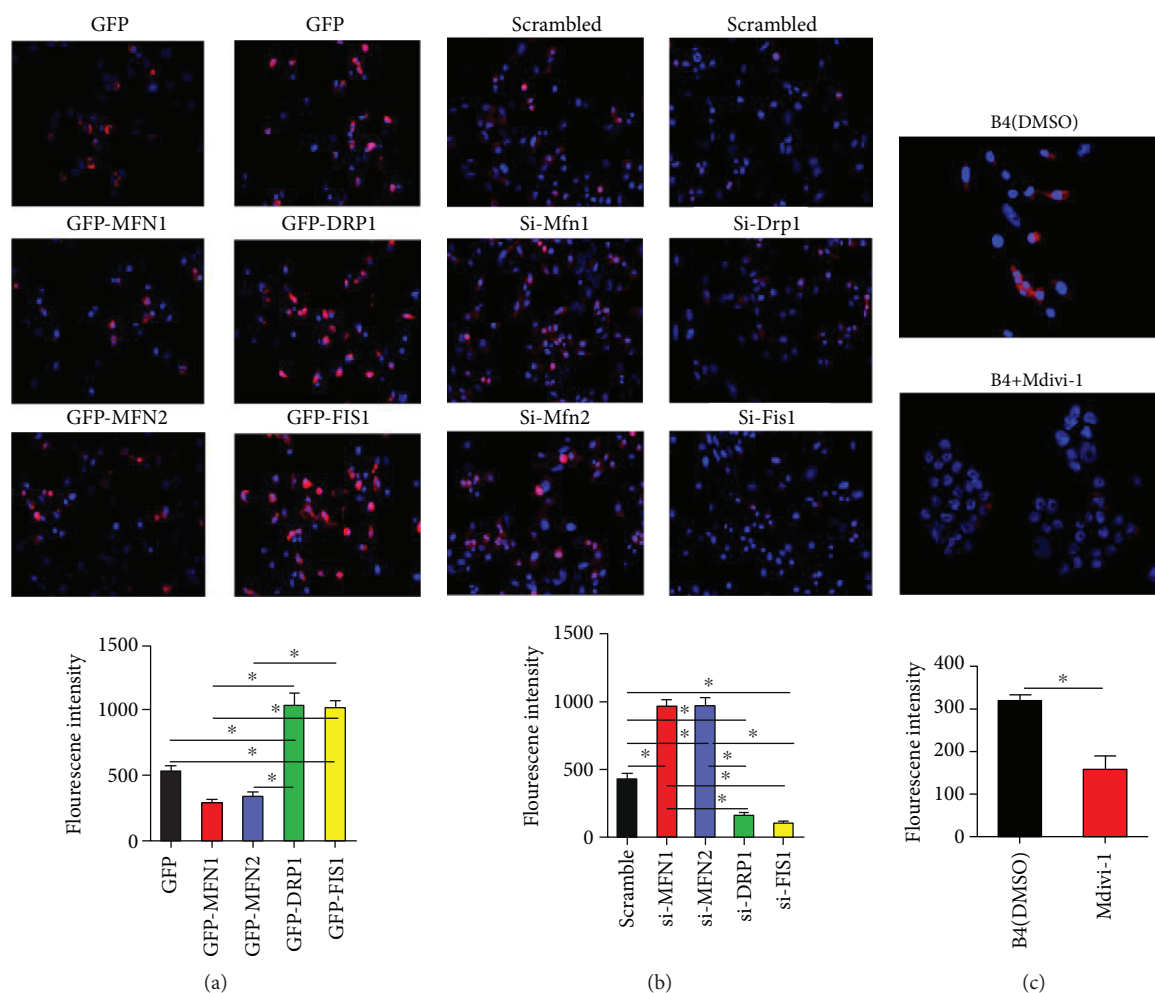 GFP GFP Scrambled Scrambled
B4(DMSO)
GFP-MFN1 GFP-DRP1 Si-Mfn1 Si-Drp1
B4+Mdivi-1
GFP-MFN2 GFP-FIS1 Si-Mfn2 Si-Fis1
Flourescene intensity
1500
1000
500
0
* * * * * *
GFP
GFP-MFN1
GFP-MFN2
GFP-DRP1
GFP-FIS1
(a)
Flourescene intensity
1500
1000
500
0
* * * * * * * *
Scramble
si-MFN1
si-MFN2
si-DRP1
si-FIS1
(b)
Flourescene intensity
400
300
200
100
0
*
B4(DMSO)
Mdivi-1
(c)